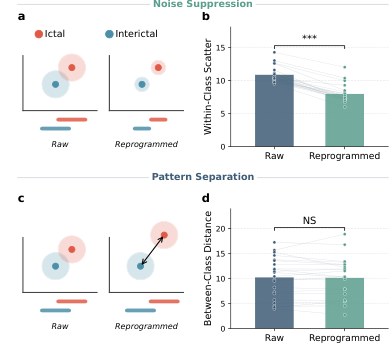 Noise Suppression
a
Ictal
Interictal
Raw
Reprogrammed
b
***
Within-Class Scatter
15
10
5
0
Raw
Reprogrammed
Pattern Separation
c
Raw
Reprogrammed
d
NS
Between-Class Distance
20
15
10
5
0
Raw
Reprogrammed